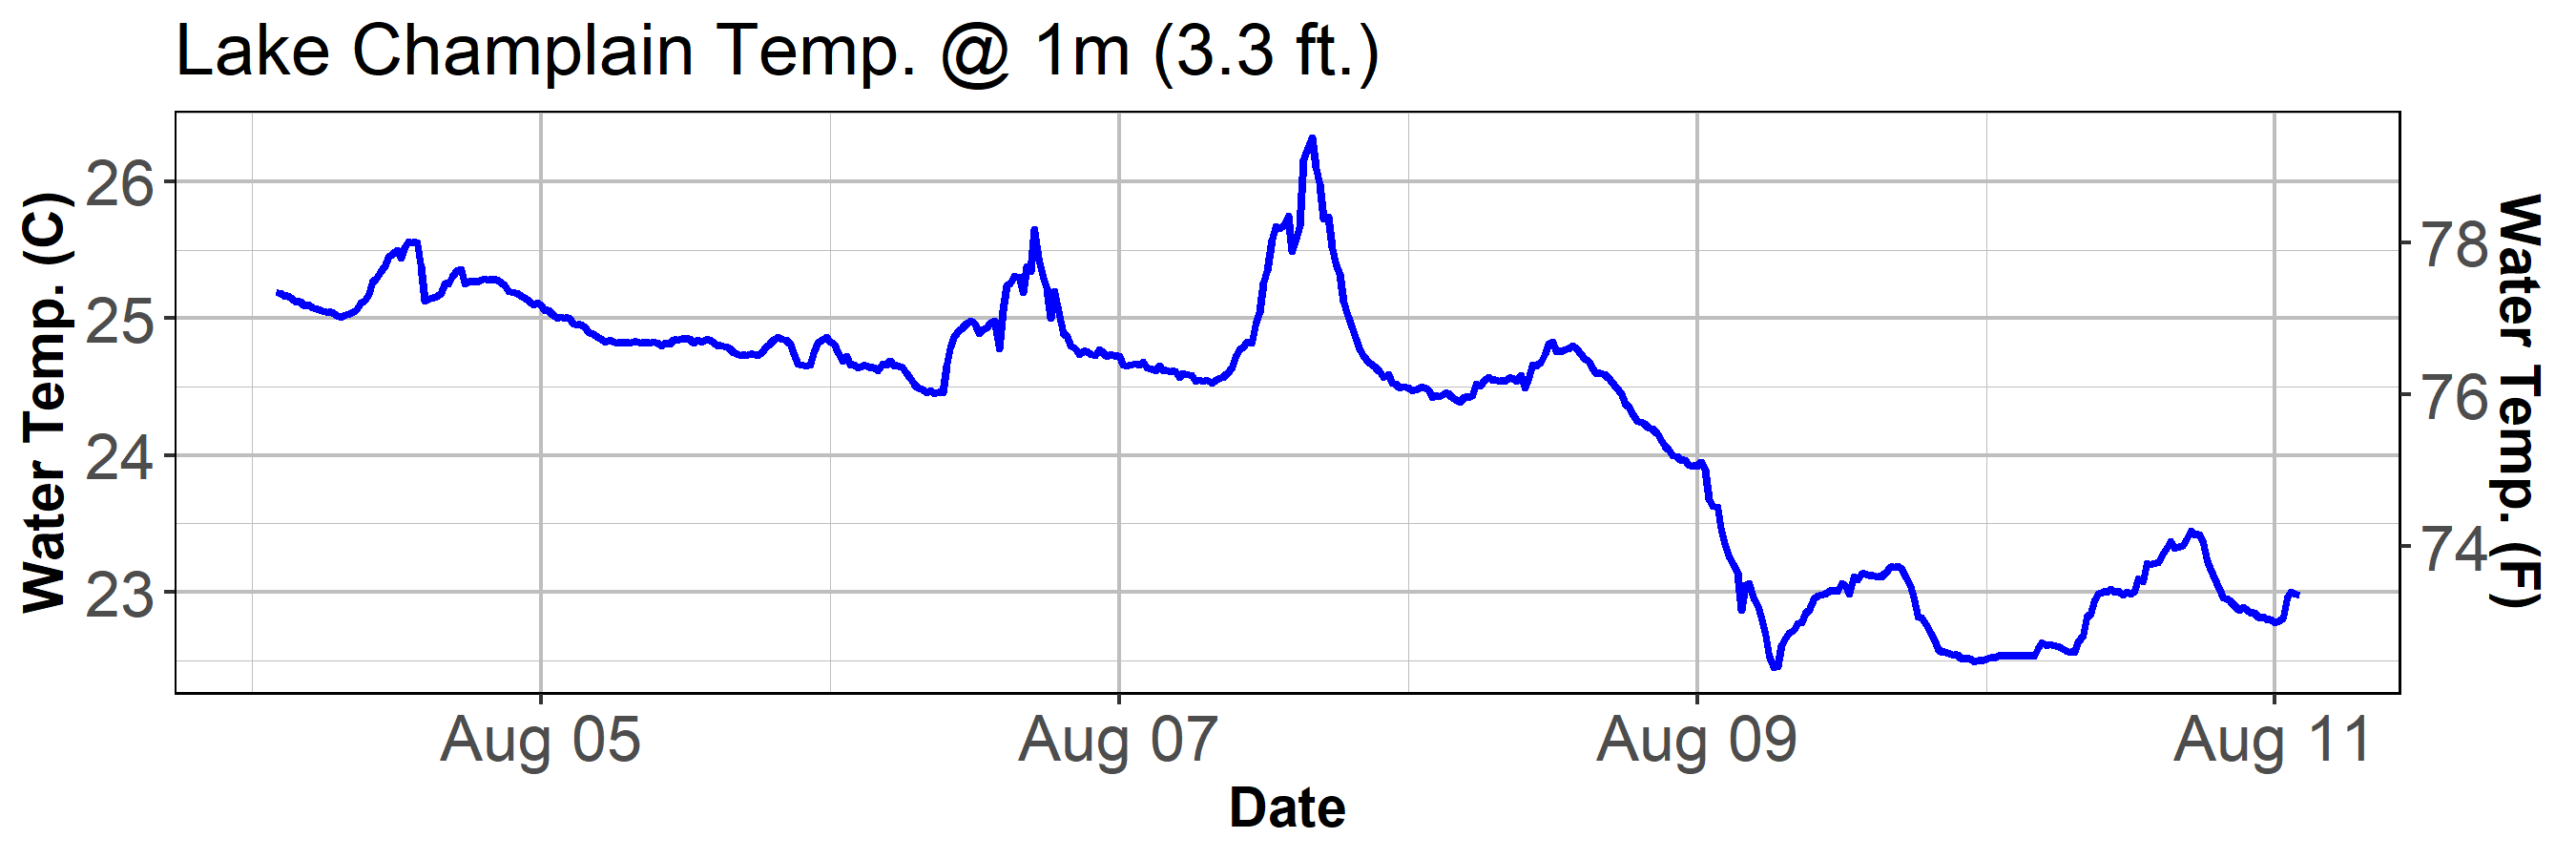 Lake Champlain Temp. @ 1m (3.3 ft.)
Water Temp. (C)
26
25
24
23
78
76
74
Water Temp. (F)
Aug 05
Aug 07
Aug 09
Aug 11
Date